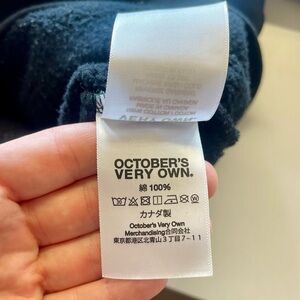 OCTOBER'S
VERY OWN®
綿 100%
カナダ製
October's Very Own
Merchandising合同会社
東京都港区北青山3丁目7-11